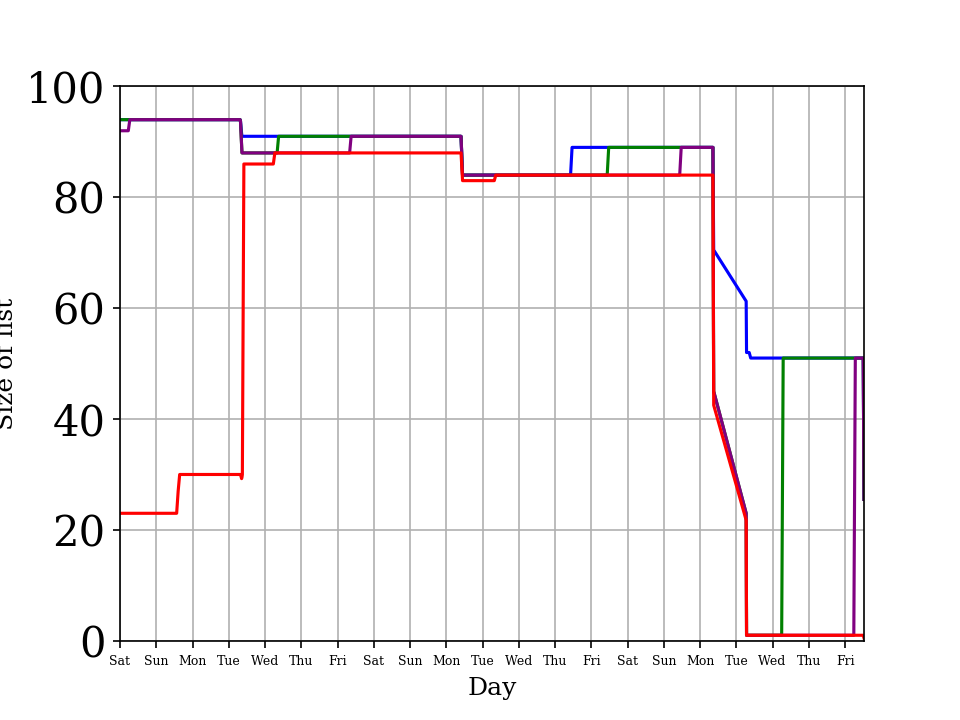 100
80
60
40
20
0
Size of list
Sat Sun Mon Tue Wed Thu Fri Sat Sun Mon Tue Wed Thu Fri Sat Sun Mon Tue Wed Thu Fri
Day